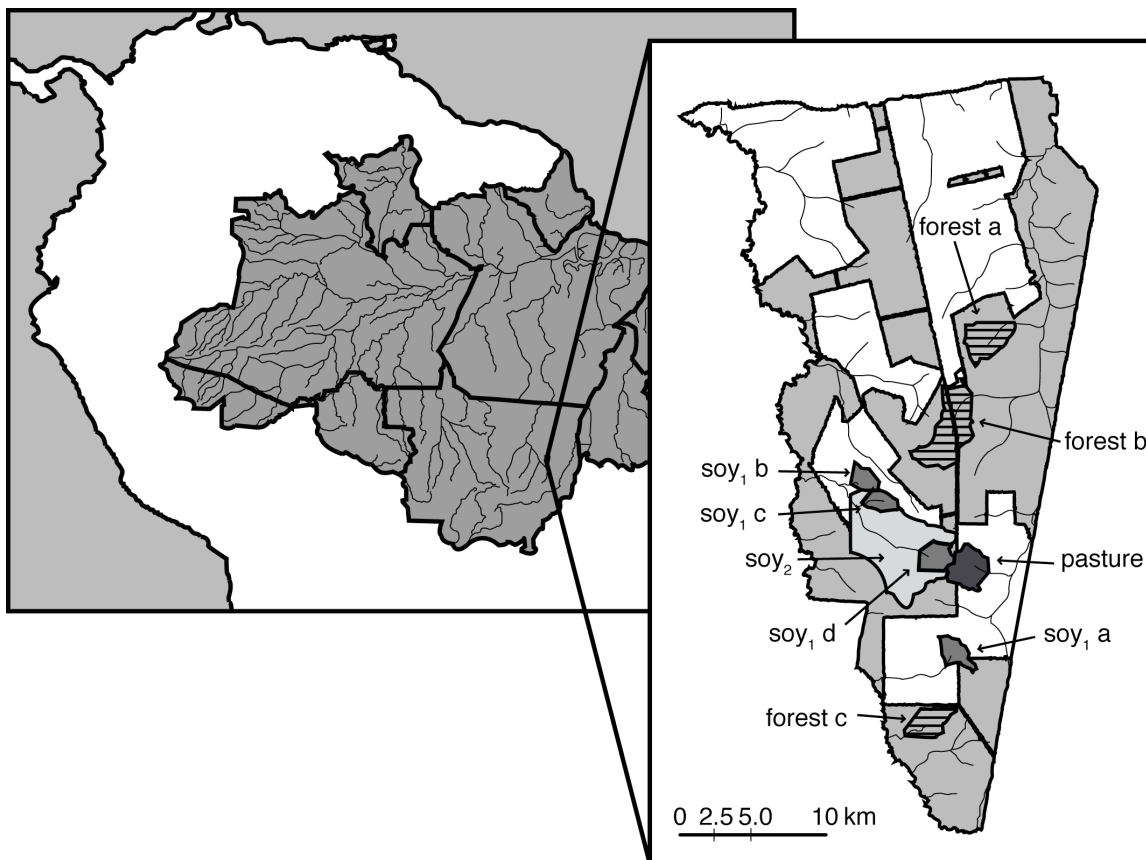 forest a
forest b
soy₁ b
soy₁ c
soy₂
pasture
soy₁ d
soy₁ a
forest c
0 2.5 5.0 10 km